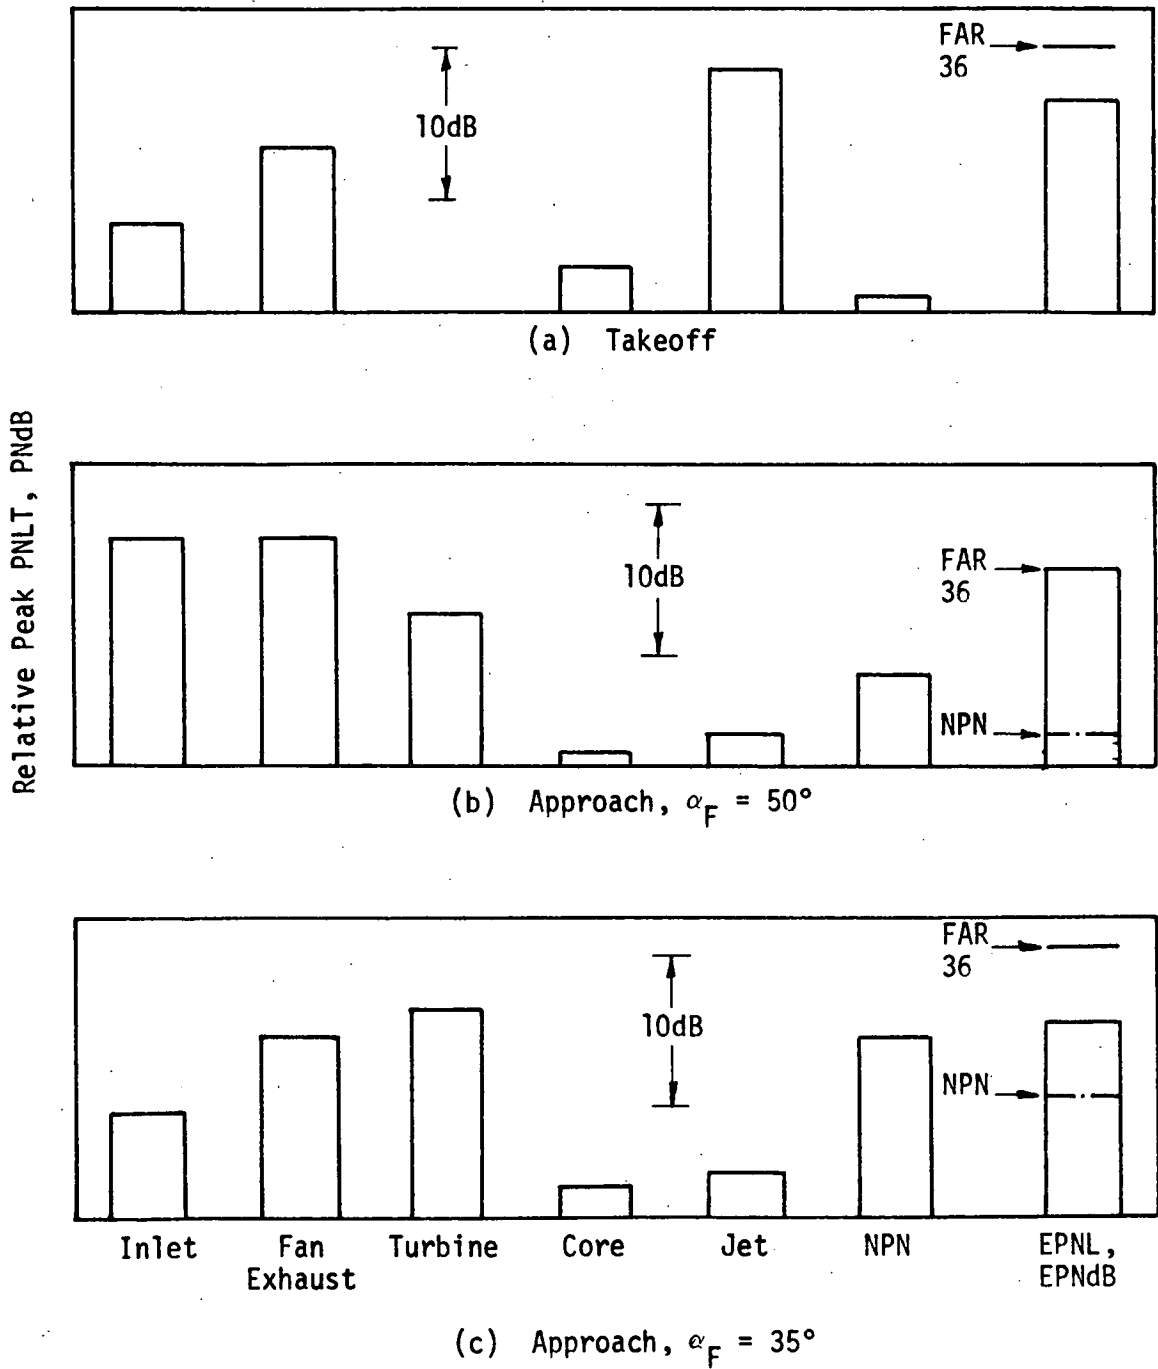 FAR
36
10dB
(a) Takeoff
Relative Peak PNLT, PNdB
10dB
FAR
36
NPN
(b) Approach, αF = 50°
FAR
36
10dB
NPN
Inlet
Fan
Exhaust
Turbine
Core
Jet
NPN
EPNL,
EPNdB
(c) Approach, αF = 35°